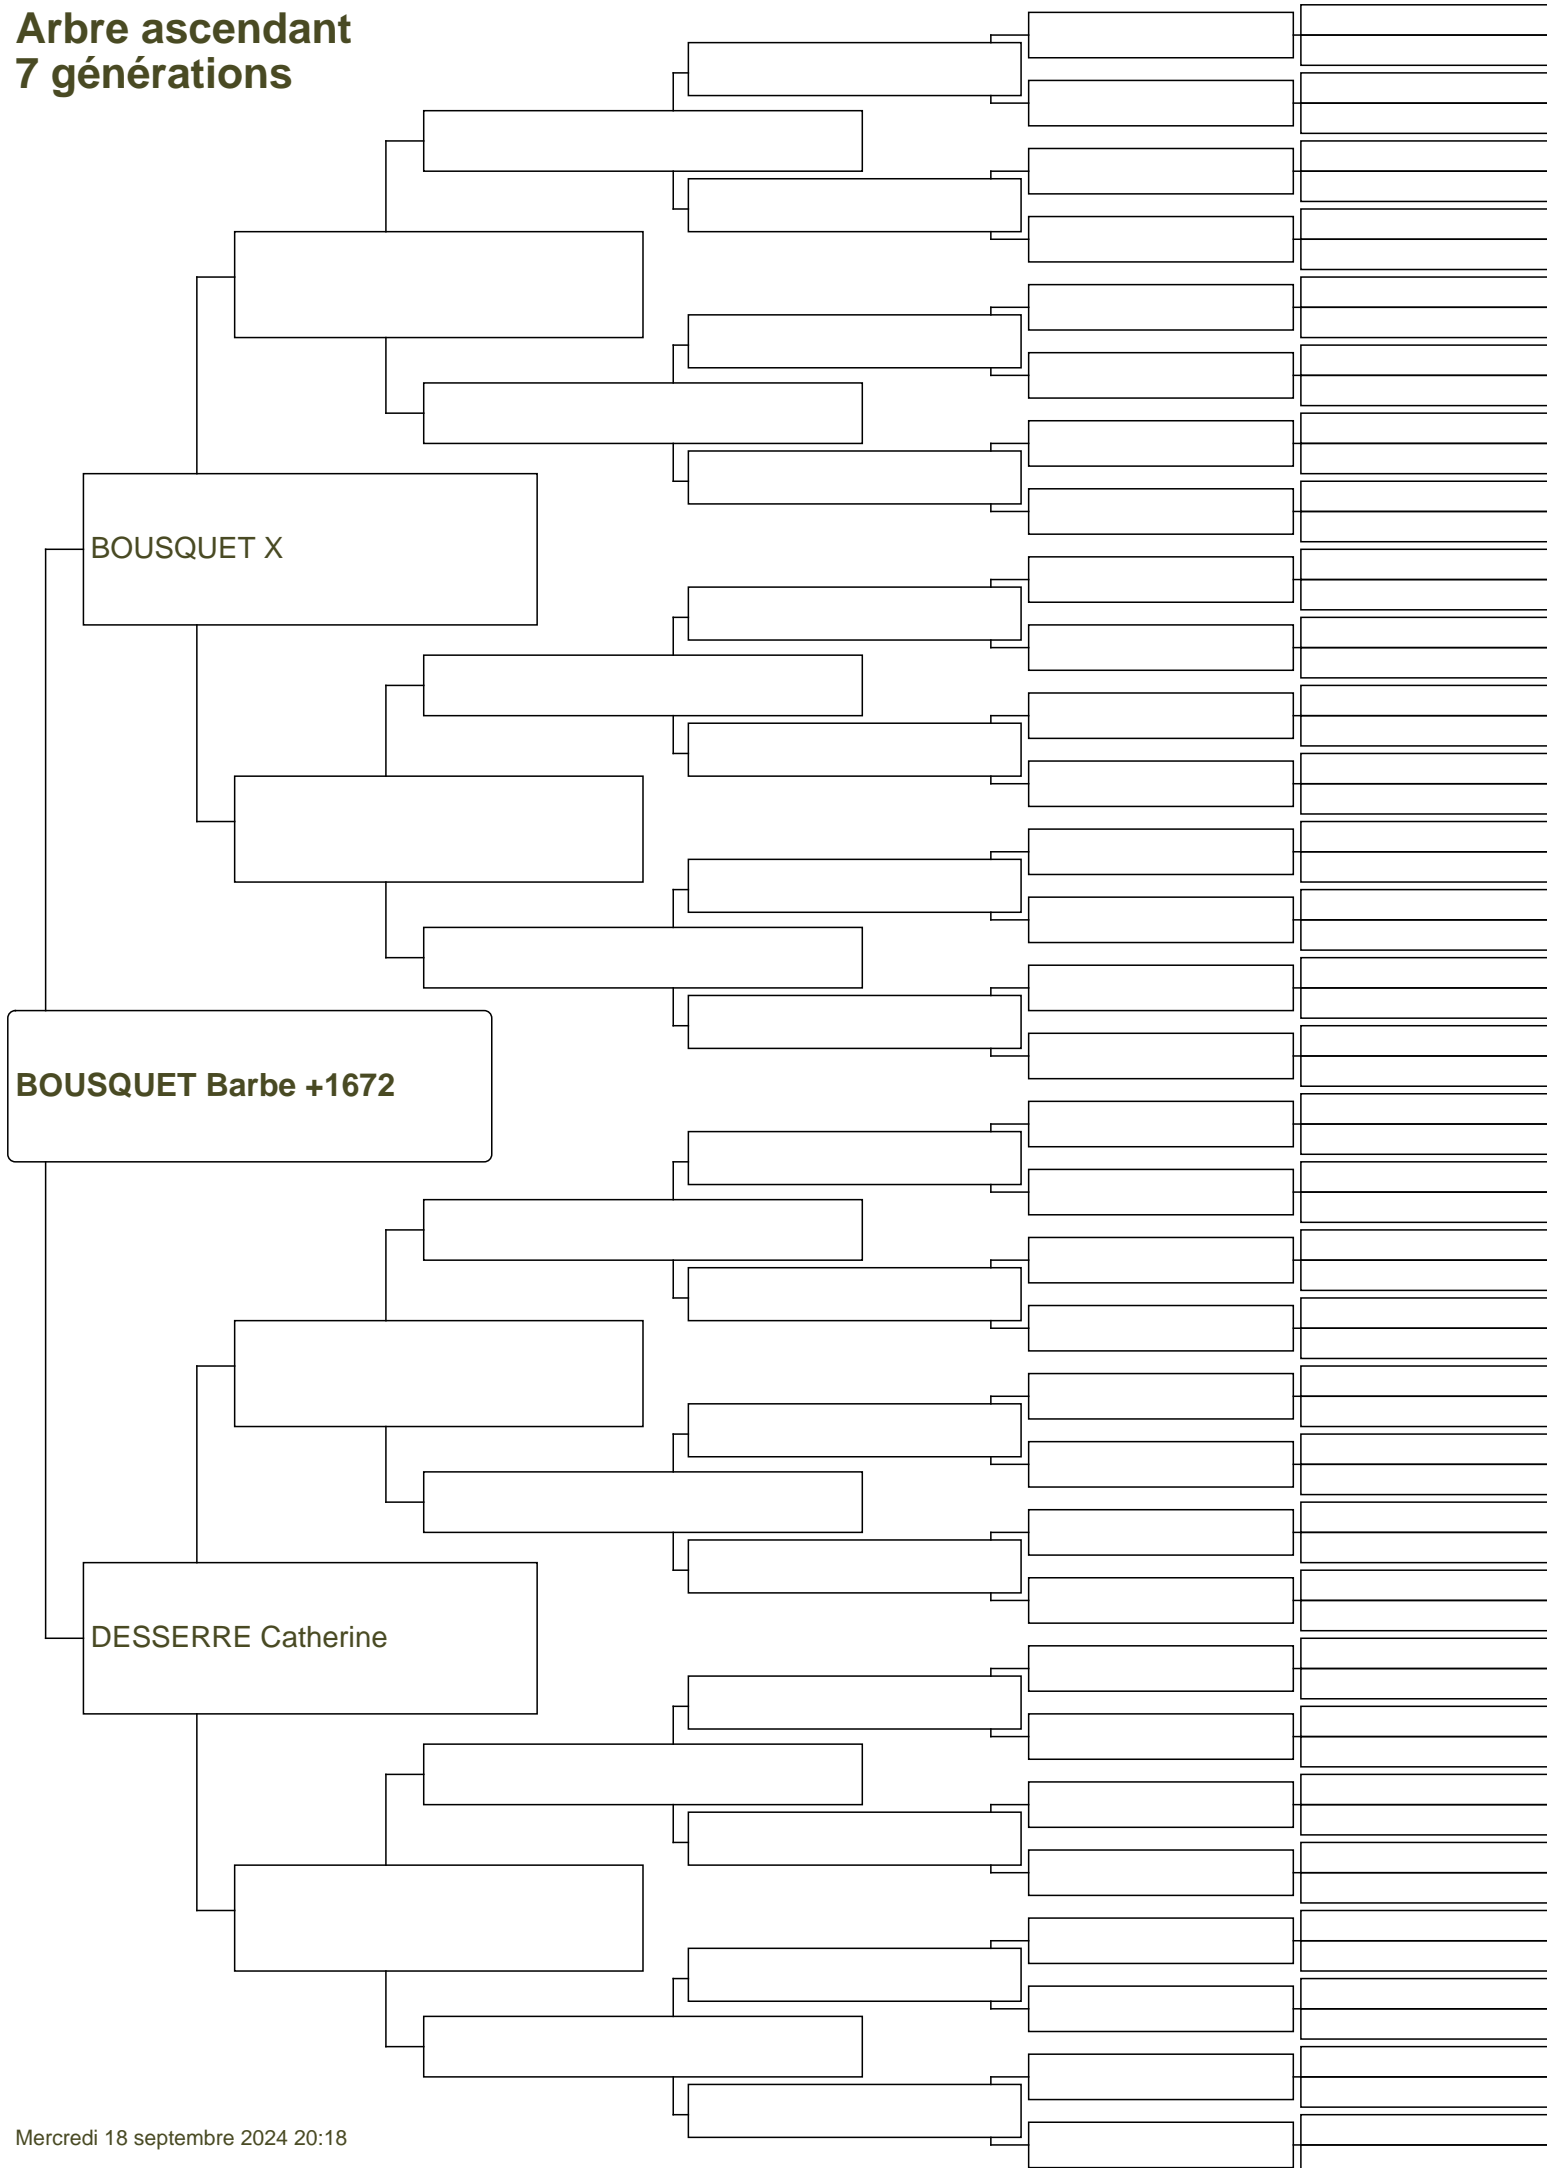 Arbre ascendant
7 générations
BOUSQUET X
BOUSQUET Barbe +1672
DESSERRE Catherine
Mercredi 18 septembre 2024 20:18